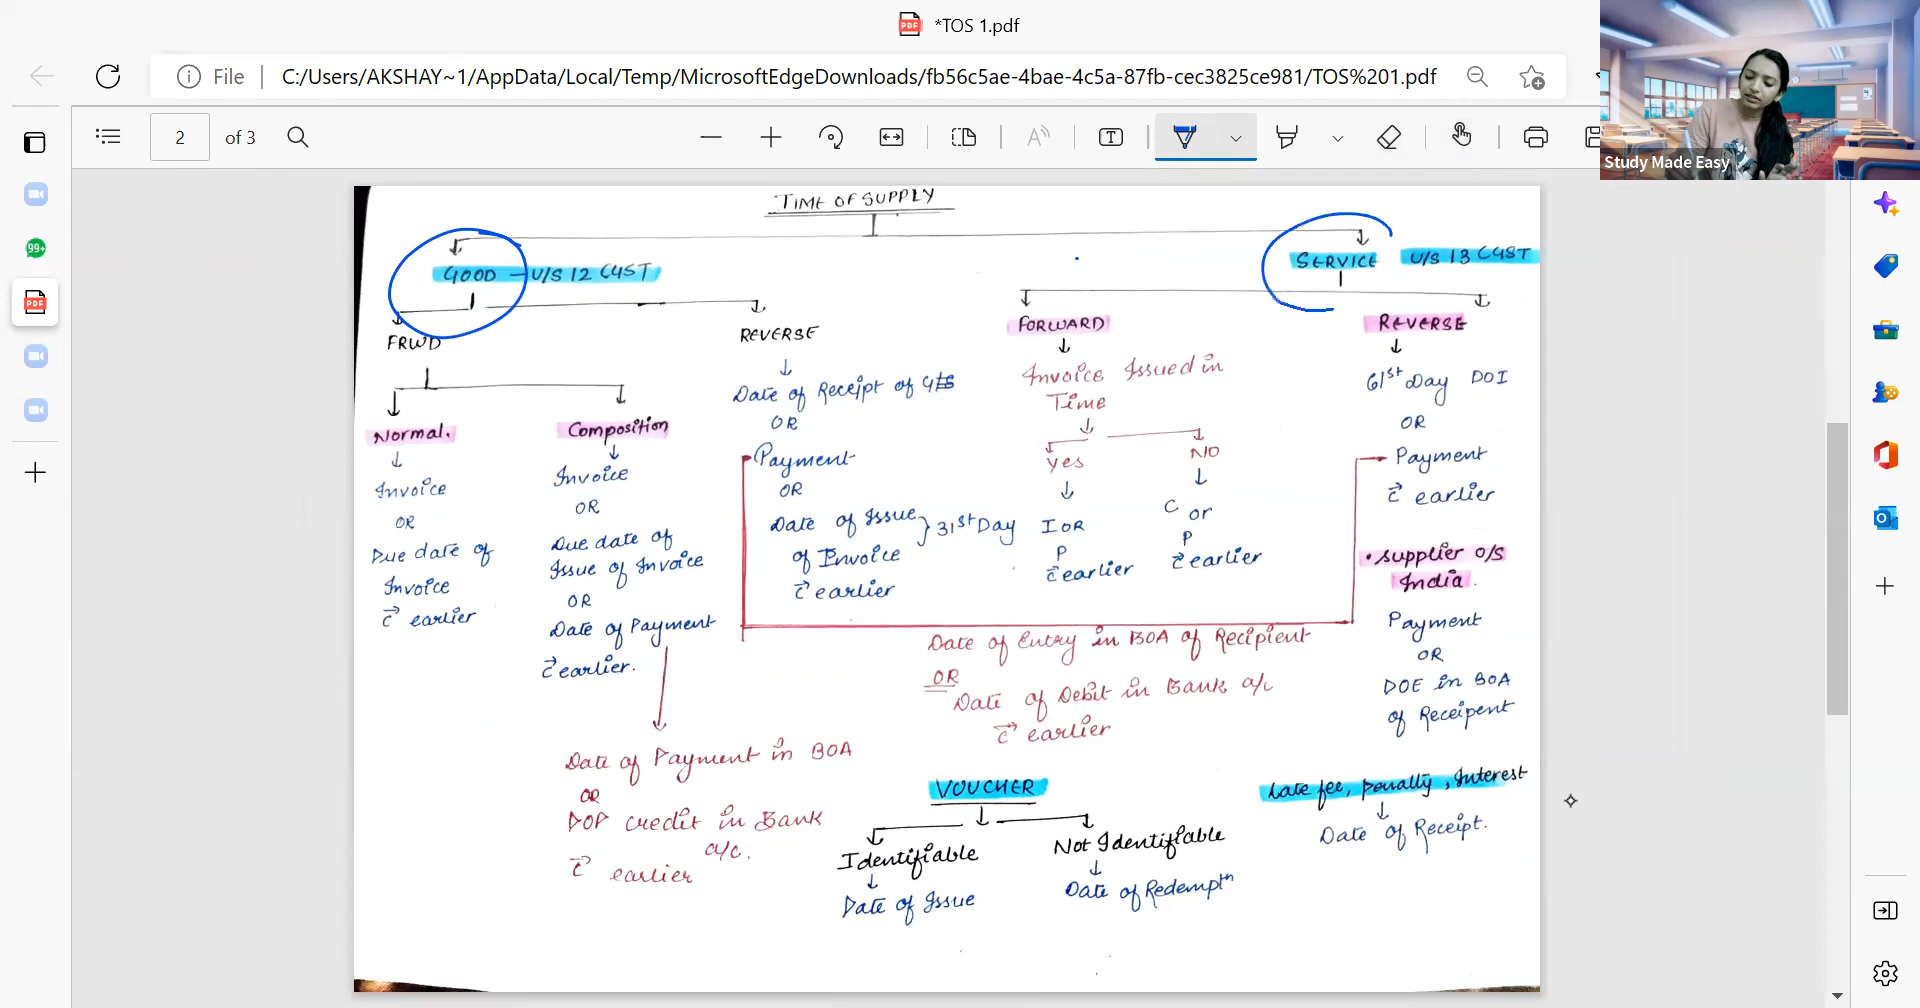 *TOS 1.pdf
File
C:/Users/AKSHAY~1/AppData/Local/Temp/MicrosoftEdgeDownloads/fb56c5ae-4bae-4c5a-87fb-cec3825ce981/TOS%201.pdf
2 of 3
Study Made Easy
99+
PDF
TIME OF SUPPLY
GOOD - U/S 12 CGST
SERVICE U/S 13 CGST
FRWD
REVERSE
FORWARD
REVERSE
Normal.
Invoice
OR
Due date of
Invoice
c⃗ earlier
Composition
Invoice
OR
Due date of
Issue of Invoice
OR
Date of Payment
c⃗ earlier.
Date of Payment in BOA
OR
DOP credit in Bank
a/c.
c⃗ earlier
Date of Receipt of Gts
OR
Payment
OR
Date of Issue } 31st Day
of Invoice
c⃗ earlier
Invoice Issued in
Time
Yes
I OR
P
c⃗ earlier
NO
C or
P
c⃗ earlier
61st Day DOI
OR
Payment
c⃗ earlier
• Supplier o/s
India.
Payment
OR
DOE in BOA
of Receipent
Date of Entry in BOA of Recipient
OR
Date of Debit in Bank a/c
c⃗ earlier
VOUCHER
Identifiable
Date of Issue
Not Identifiable
Date of Redemptn
Late fee, penalty, Interest
Date of Receipt.